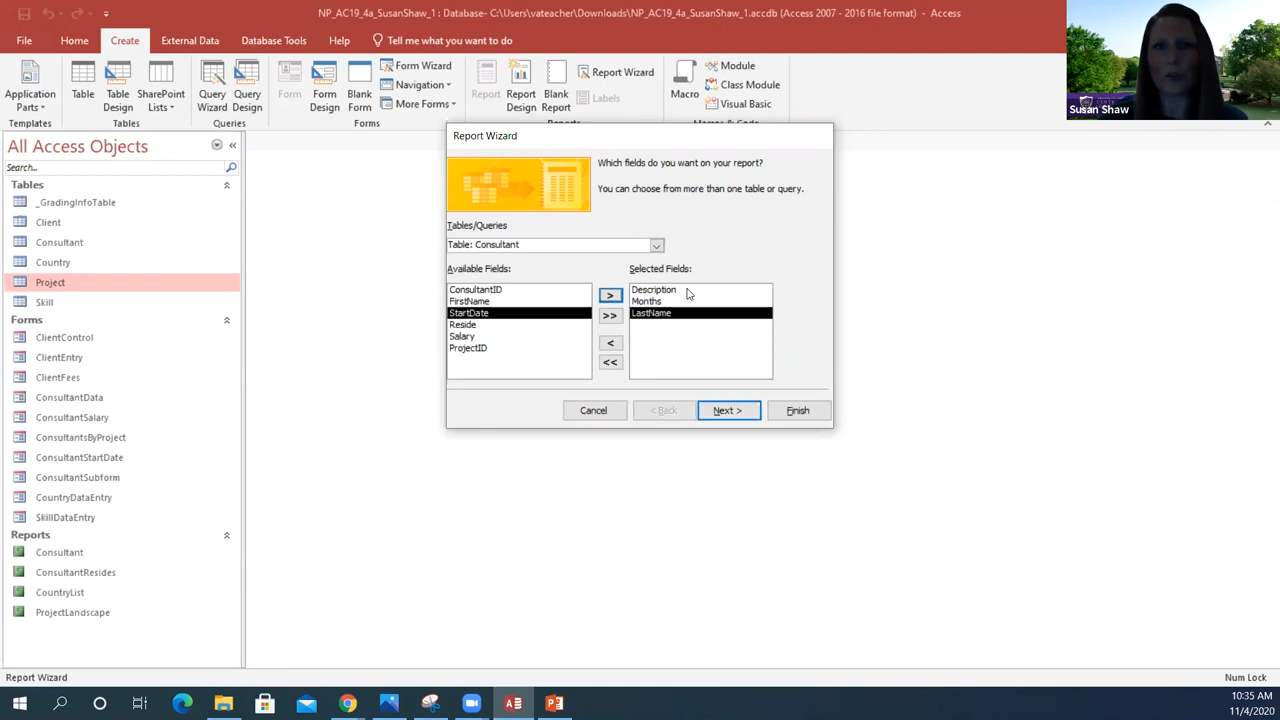 NP_AC19_4a_SusanShaw_1 : Database- C:\Users\vateacher\Downloads\NP_AC19_4a_SusanShaw_1.accdb (Access 2007 - 2016 file format) - Access
File Home Create External Data Database Tools Help Tell me what you want to do
Application Parts
Table
Table Design
SharePoint Lists
Query Wizard
Query Design
Form
Form Design
Blank Form
Form Wizard
Navigation
More Forms
Report
Report Design
Blank Report
Report Wizard
Labels
Macro
Module
Class Module
Visual Basic
Templates Tables Queries Forms
Susan Shaw
All Access Objects
Search...
Tables
_GradingInfoTable
Client
Consultant
Country
Project
Skill
Forms
ClientControl
ClientEntry
ClientFees
ConsultantData
ConsultantSalary
ConsultantsByProject
ConsultantStartDate
ConsultantSubform
CountryDataEntry
SkillDataEntry
Reports
Consultant
ConsultantResides
CountryList
ProjectLandscape
Report Wizard
Which fields do you want on your report?
You can choose from more than one table or query.
Tables/Queries
Table: Consultant
Available Fields: Selected Fields:
ConsultantID
FirstName
StartDate
Reside
Salary
ProjectID
>
>>
<
<<
Description
Months
LastName
Cancel < Back Next > Finish
Report Wizard Num Lock
10:35 AM
11/4/2020